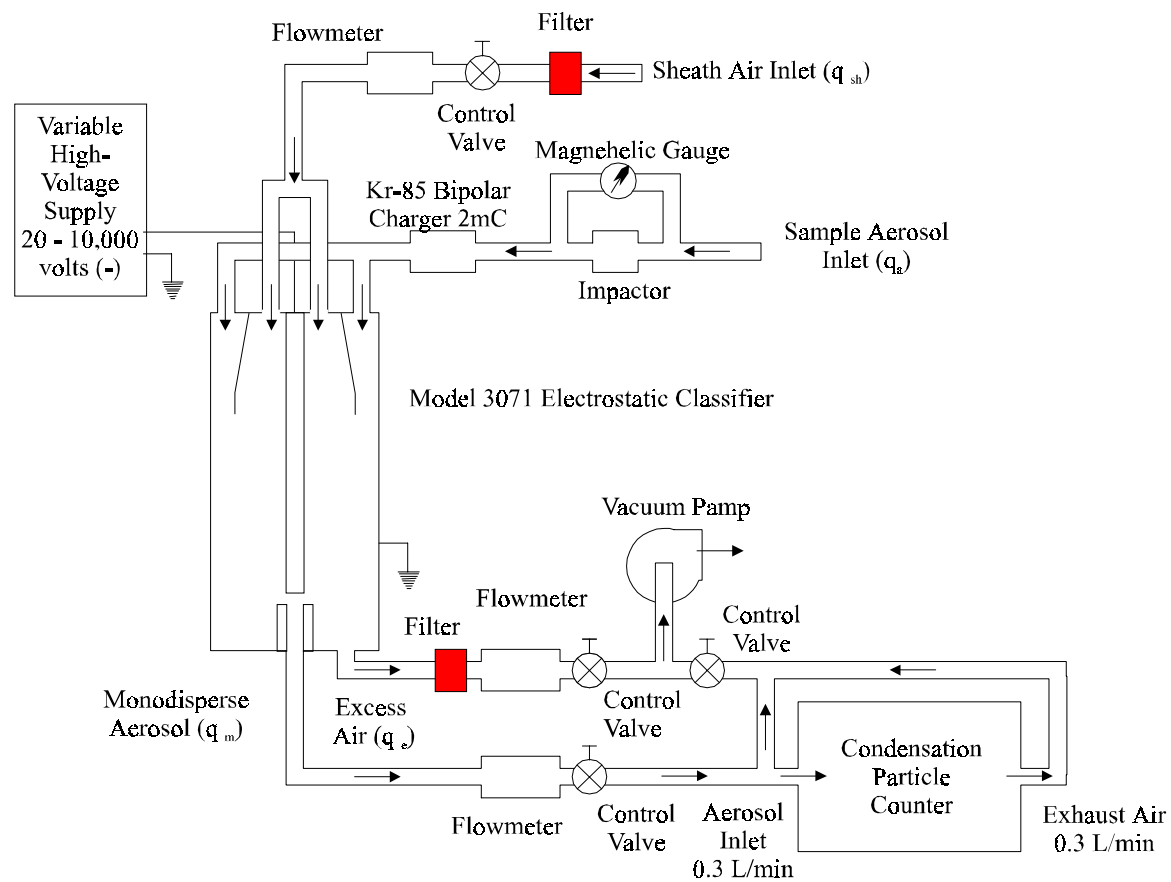 Flowmeter
Filter
Sheath Air Inlet (q sh)
Control
Valve
Variable
High-
Voltage
Supply
20 - 10,000
volts (-)
Magnehelic Gauge
Kr-85 Bipolar
Charger 2mC
Sample Aerosol
Inlet (qa)
Impactor
Model 3071 Electrostatic Classifier
Vacuum Pamp
Flowmeter
Control
Valve
Filter
Monodisperse
Aerosol (q m)
Excess
Air (q e)
Control
Valve
Condensation
Particle
Counter
Flowmeter
Control
Valve
Aerosol
Inlet
0.3 L/min
Exhaust Air
0.3 L/min